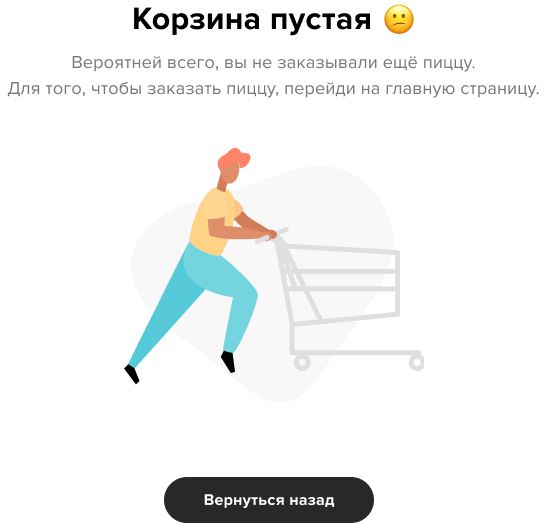 Корзина пустая 😕
Вероятней всего, вы не заказывали ещё пиццу.
Для того, чтобы заказать пиццу, перейди на главную страницу.
Вернуться назад